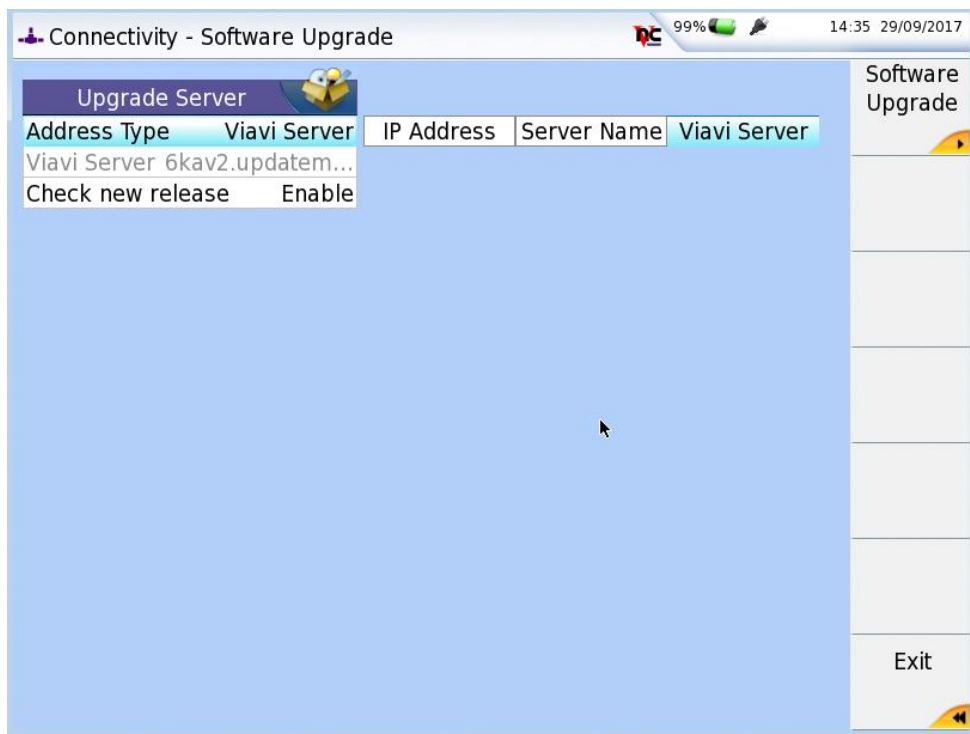 Connectivity - Software Upgrade
99%
14:35 29/09/2017
Upgrade Server
Address Type Viavi Server IP Address Server Name Viavi Server
Viavi Server 6kav2.updatem...
Check new release Enable
Software
Upgrade
Exit